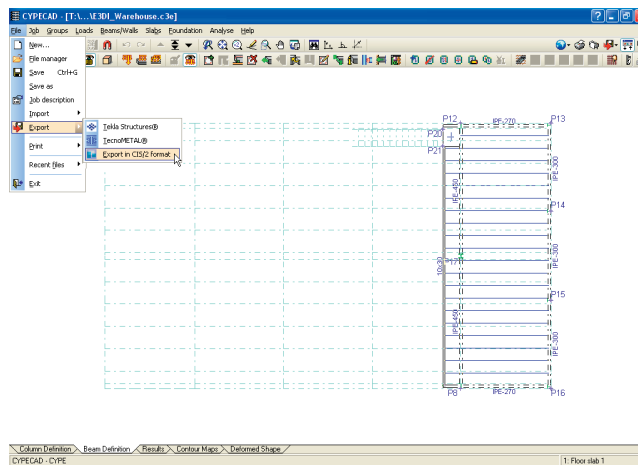 CYPECAD - [T:\...\E3DI_Warehouse.c3e]
File Job Groups Loads Beams/Walls Slabs Foundation Analyse Help
New...
File manager
Save Ctrl+G
Save as
Job description
Import
Export
Tekla Structures®
TecnoMETAL®
Export in CIS/2 format
Print
Recent files
Exit
P12 IPE-270 P13
P20
P21
IPE-300
IPE-450
P14
IPE-300
P17
10x30
P15
IPE-450
IPE-300
P8 IPE-270 P16
Column Definition Beam Definition Results Contour Maps Deformed Shape
CYPECAD - CYPE 1: Floor slab 1